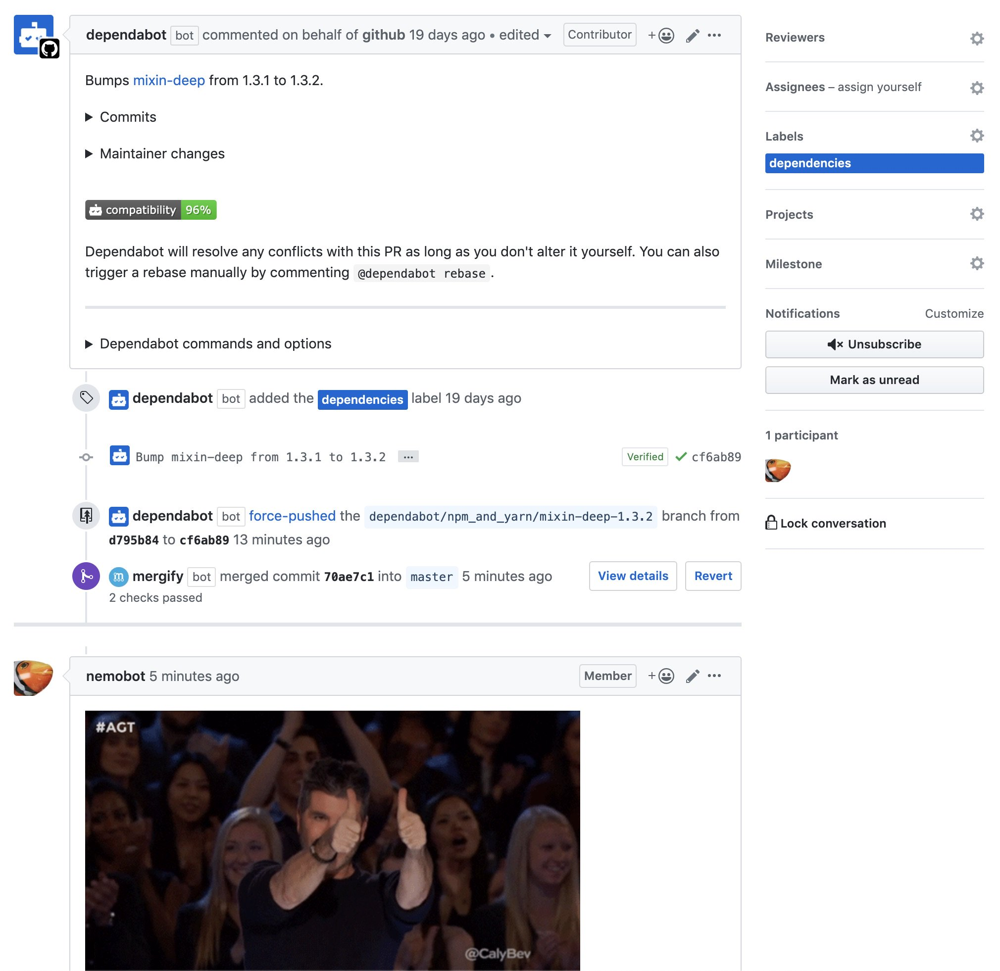 dependabot bot commented on behalf of github 19 days ago • edited Contributor
Bumps mixin-deep from 1.3.1 to 1.3.2.
Commits
Maintainer changes
compatibility 96%
Dependabot will resolve any conflicts with this PR as long as you don't alter it yourself. You can also
trigger a rebase manually by commenting @dependabot rebase.
Dependabot commands and options
dependabot bot added the dependencies label 19 days ago
Bump mixin-deep from 1.3.1 to 1.3.2 ... Verified cf6ab89
dependabot bot force-pushed the dependabot/npm_and_yarn/mixin-deep-1.3.2 branch from
d795b84 to cf6ab89 13 minutes ago
mergify bot merged commit 70ae7c1 into master 5 minutes ago View details Revert
2 checks passed
nemobot 5 minutes ago Member
#AGT
@CalyBev
Reviewers
Assignees – assign yourself
Labels
dependencies
Projects
Milestone
Notifications Customize
Unsubscribe
Mark as unread
1 participant
Lock conversation